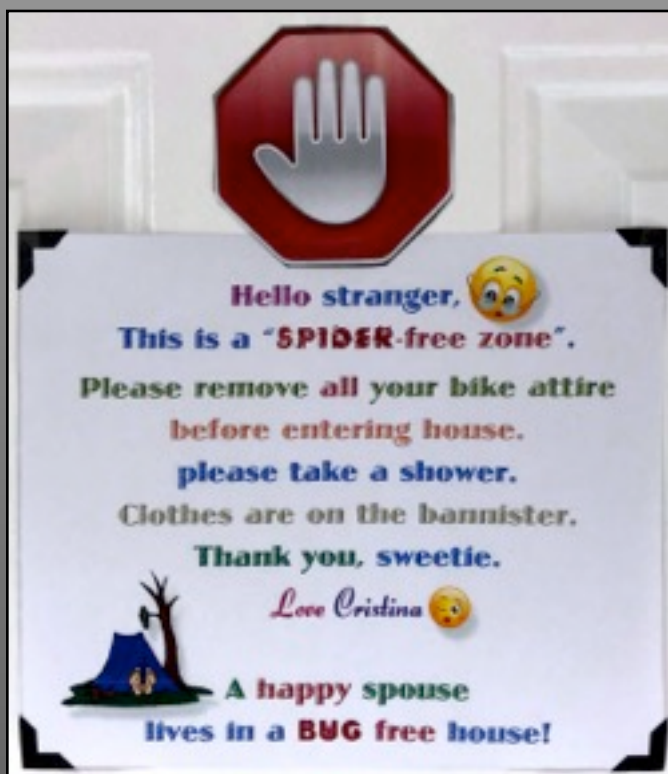 Hello stranger,
This is a "SPIDER-free zone".
Please remove all your bike attire
before entering house.
please take a shower.
Clothes are on the bannister.
Thank you, sweetie.
Love Cristina
A happy spouse
lives in a BUG free house!